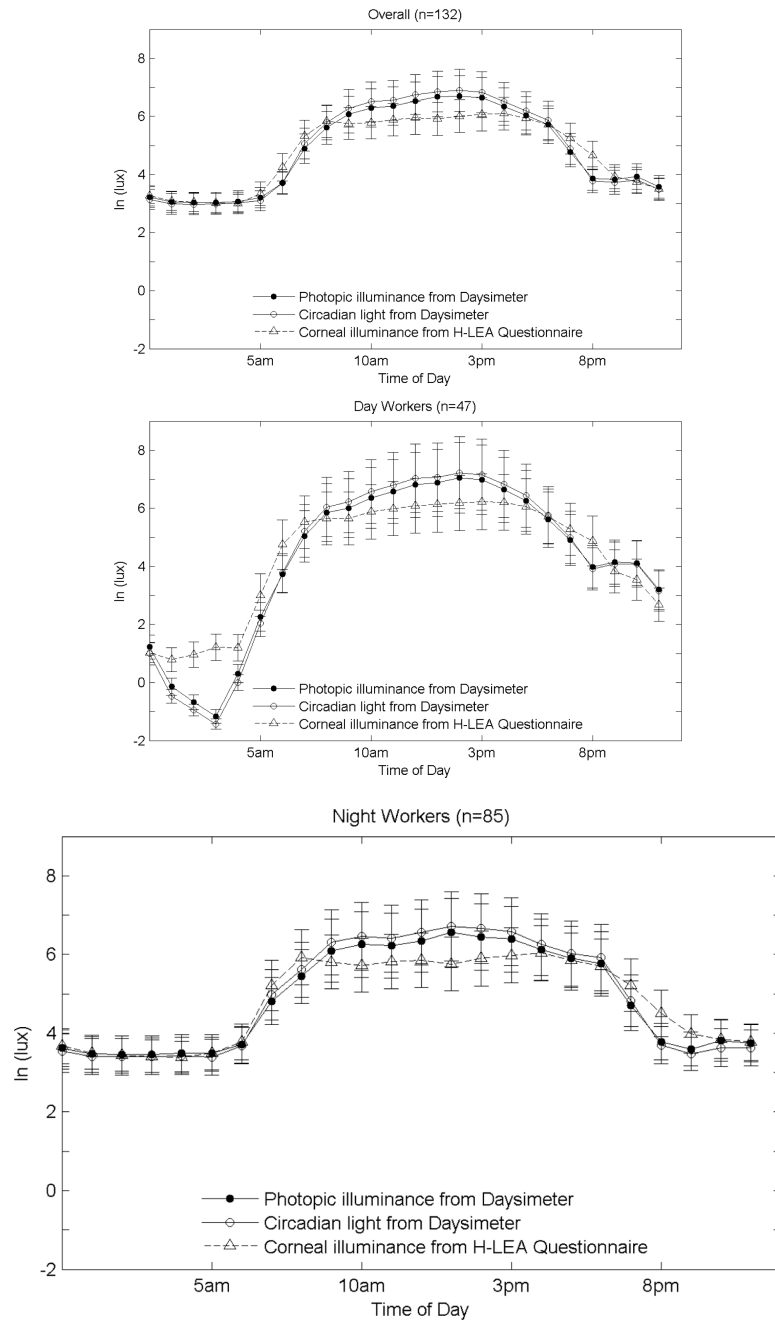 Overall (n=132)
8
6
4
2
0
-2
ln (lux)
Photopic illuminance from Daysimeter
Circadian light from Daysimeter
Corneal illuminance from H-LEA Questionnaire
5am 10am 3pm 8pm
Time of Day
Day Workers (n=47)
8
6
4
2
0
-2
ln (lux)
Photopic illuminance from Daysimeter
Circadian light from Daysimeter
Corneal illuminance from H-LEA Questionnaire
5am 10am 3pm 8pm
Time of Day
Night Workers (n=85)
8
6
4
2
0
-2
ln (lux)
Photopic illuminance from Daysimeter
Circadian light from Daysimeter
Corneal illuminance from H-LEA Questionnaire
5am 10am 3pm 8pm
Time of Day